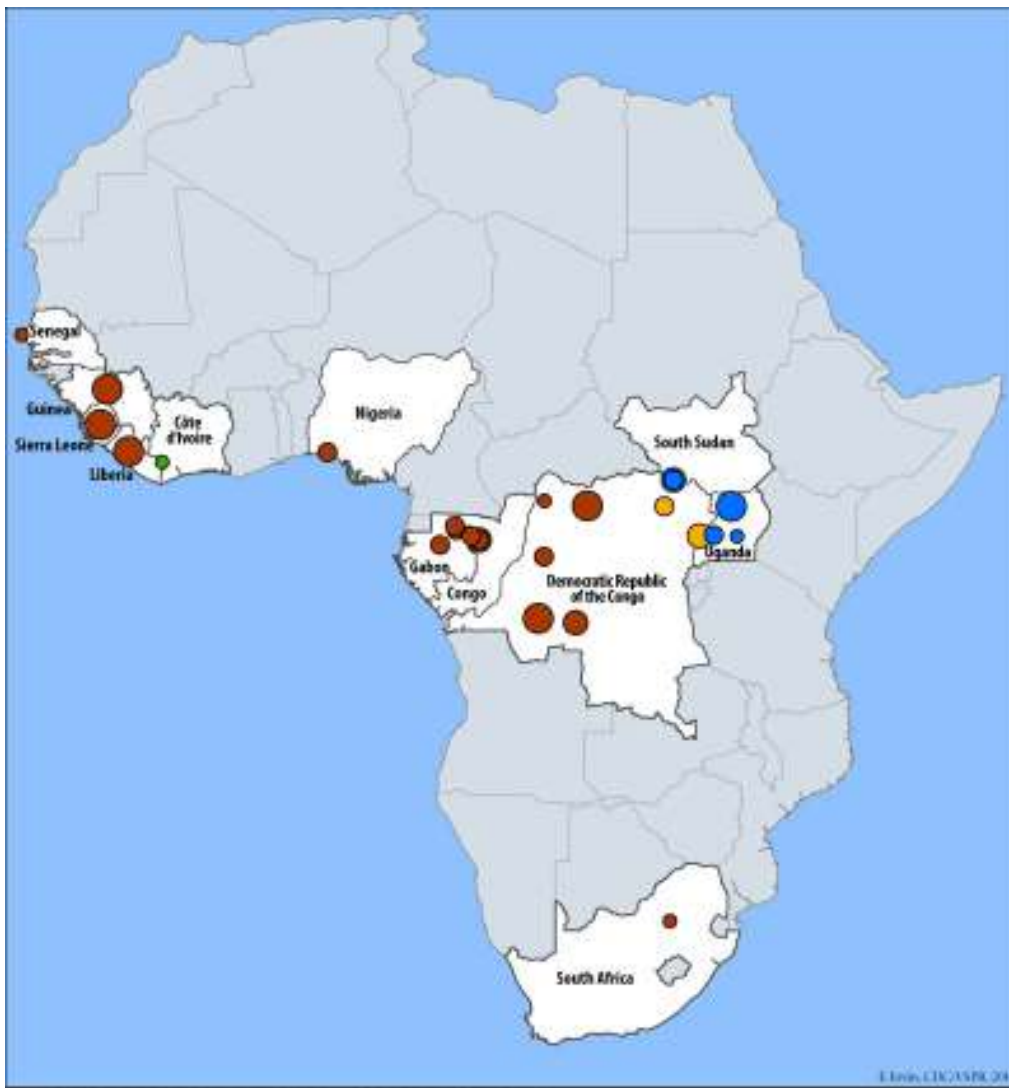 Senegal
Guinea
Sierra Leone
Liberia
Côte
d'Ivoire
Nigeria
South Sudan
Uganda
Gabon
Congo
Democratic Republic
of the Congo
South Africa